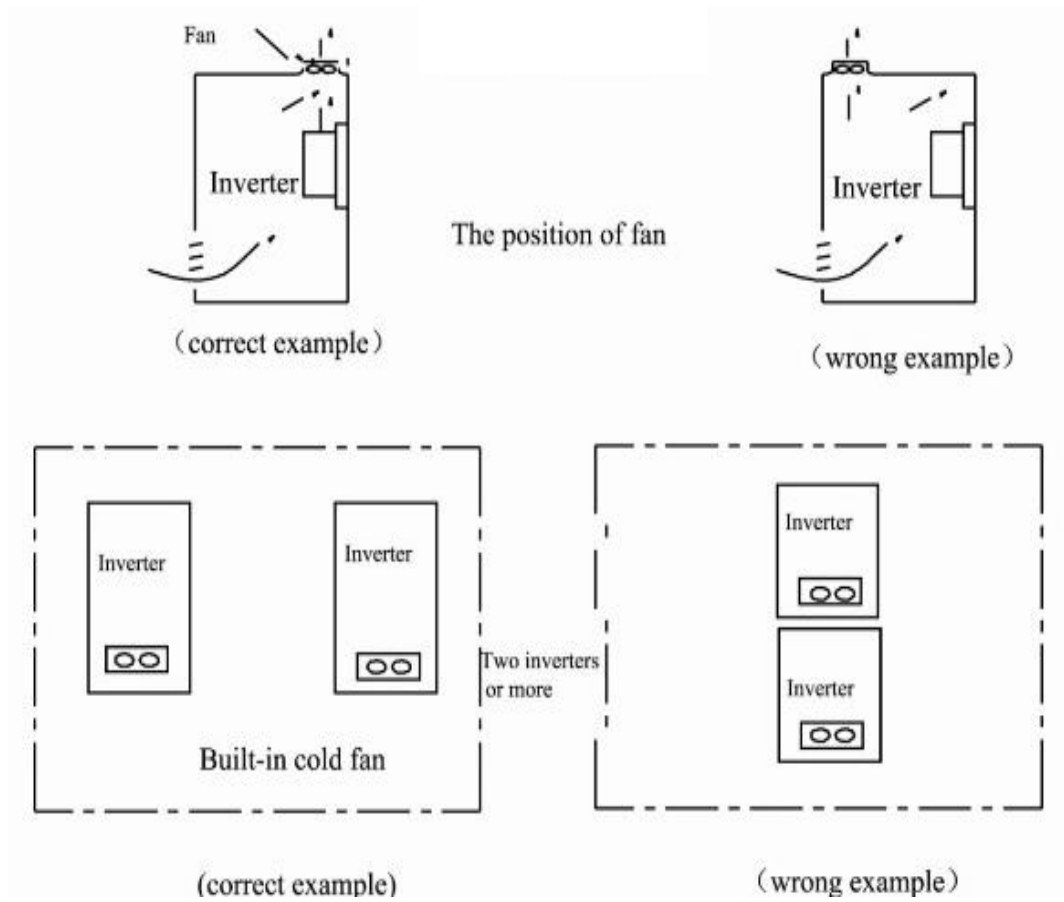 Fan
Inverter
Inverter
The position of fan
（correct example）
（wrong example）
Inverter
Inverter
Inverter
Two inverters
or more
Inverter
Built-in cold fan
(correct example)
（wrong example）